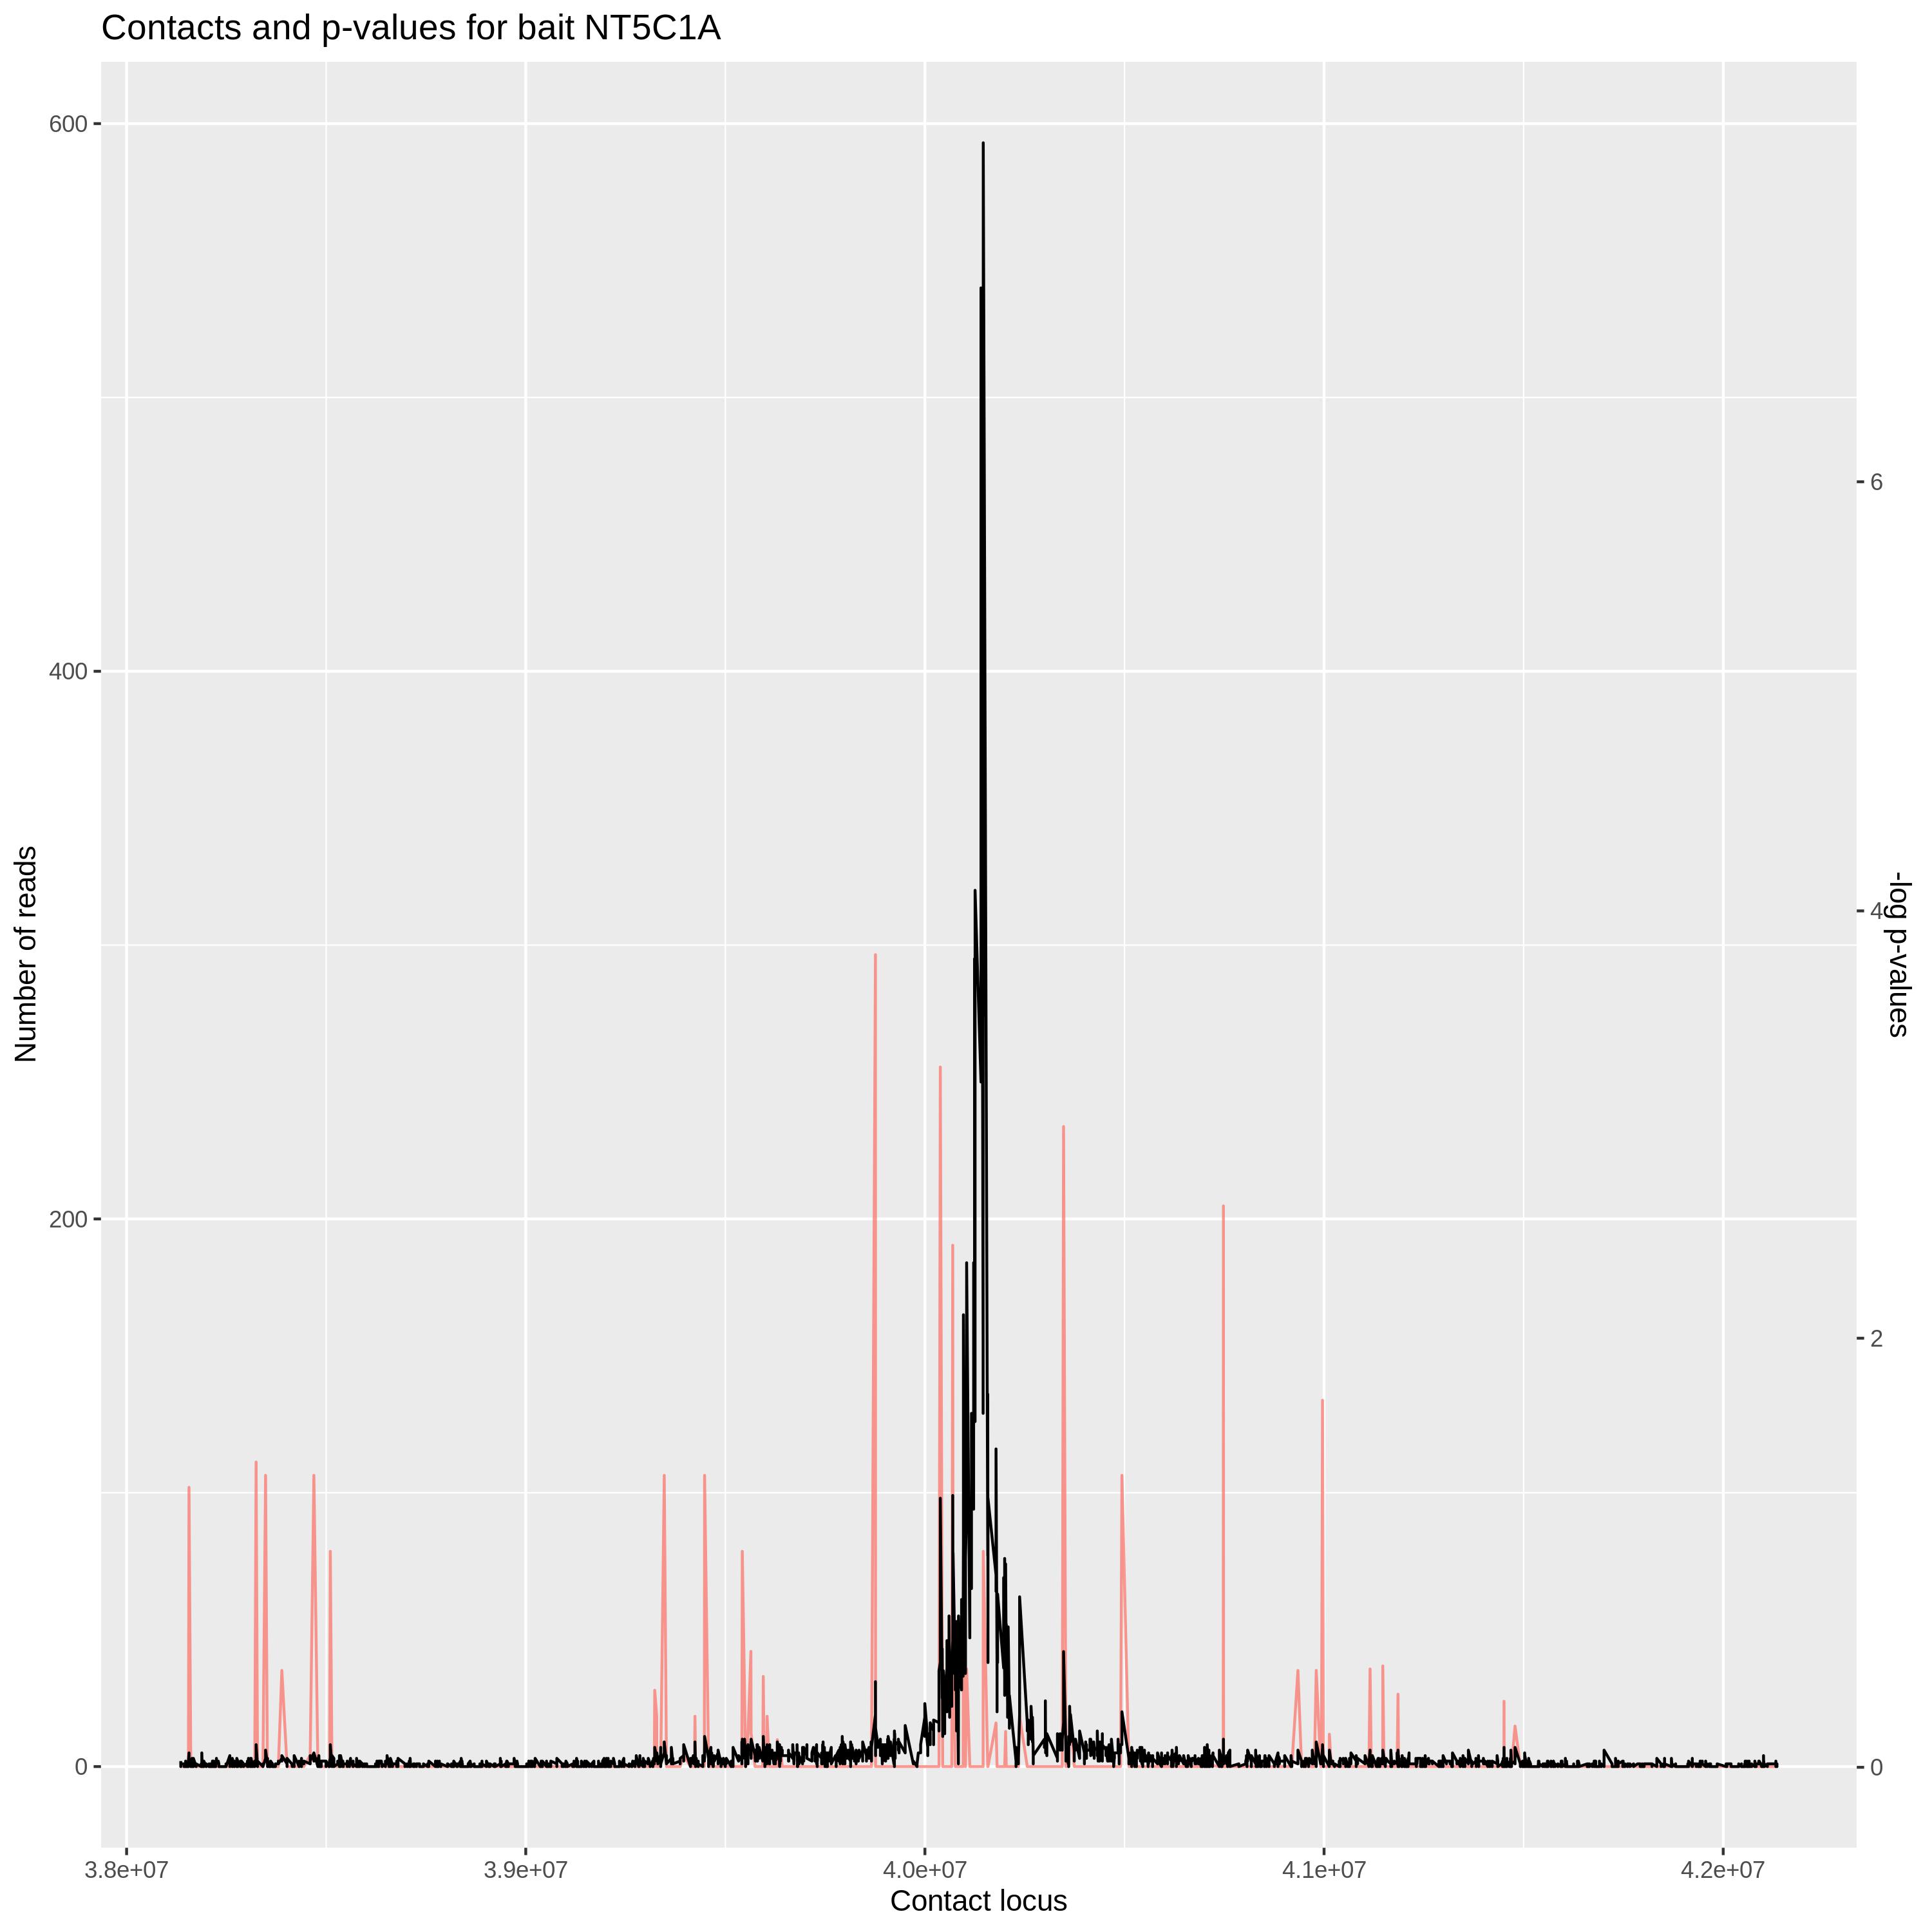 Contacts and p-values for bait NT5C1A
600
400
200
0
Number of reads
6
4
2
0
-log p-values
3.8e+07
3.9e+07
4.0e+07
4.1e+07
4.2e+07
Contact locus